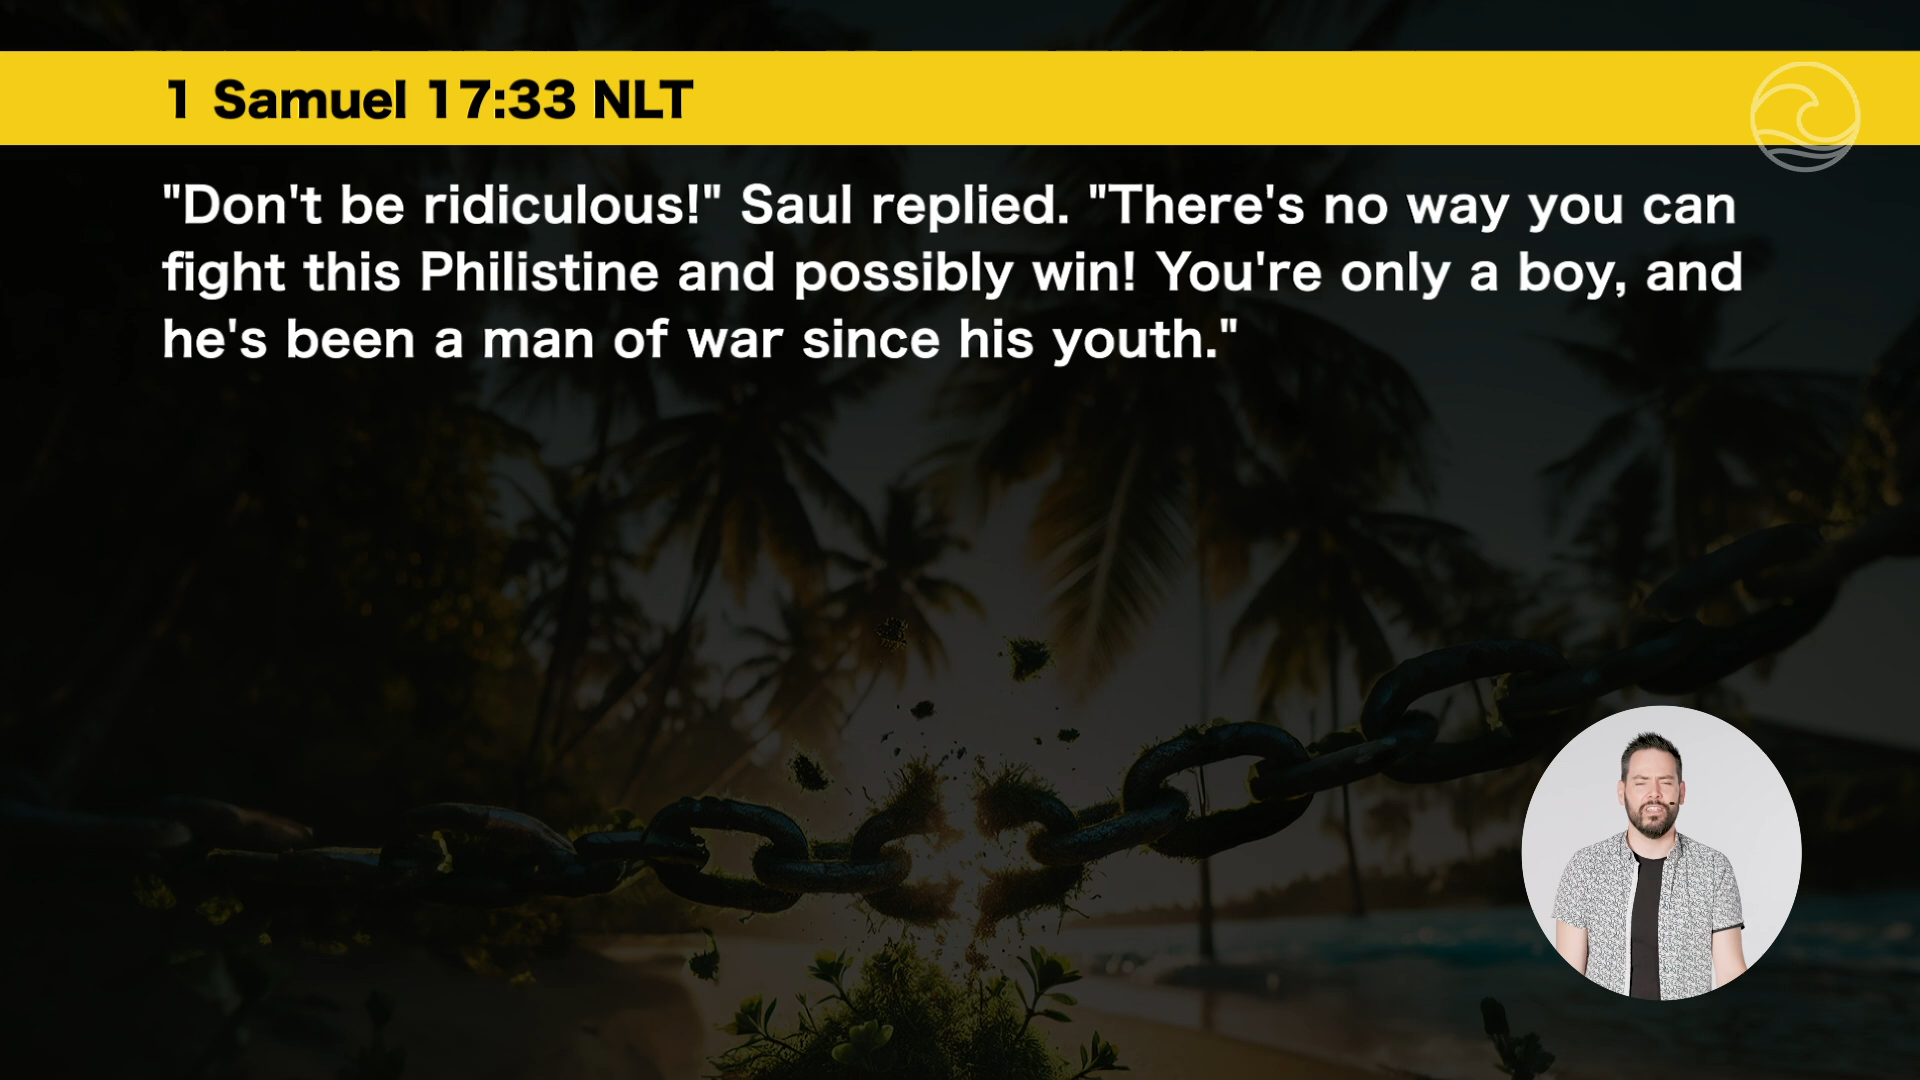 1 Samuel 17:33 NLT
"Don't be ridiculous!" Saul replied. "There's no way you can
fight this Philistine and possibly win! You're only a boy, and
he's been a man of war since his youth."